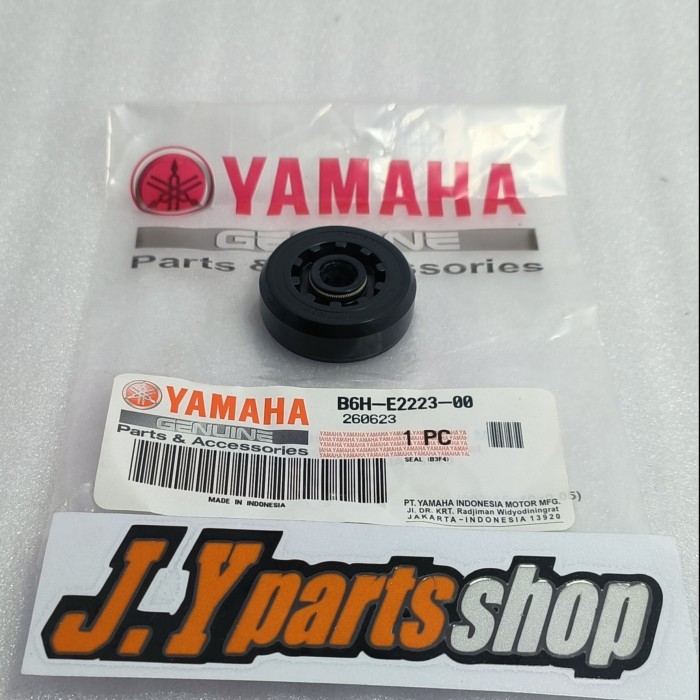 YAMAHA
GENUINE
Parts & Accessories
YAMAHA
GENUINE
Parts & Accessories
B6H-E2223-00
260623
1 PC
SEAL (B3F4)
MADE IN INDONESIA
PT. YAMAHA INDONESIA MOTOR MFG.
Jl. DR. KRT. Radjiman Widyodiningrat
JAKARTA-INDONESIA 13920
J.Y partsshop